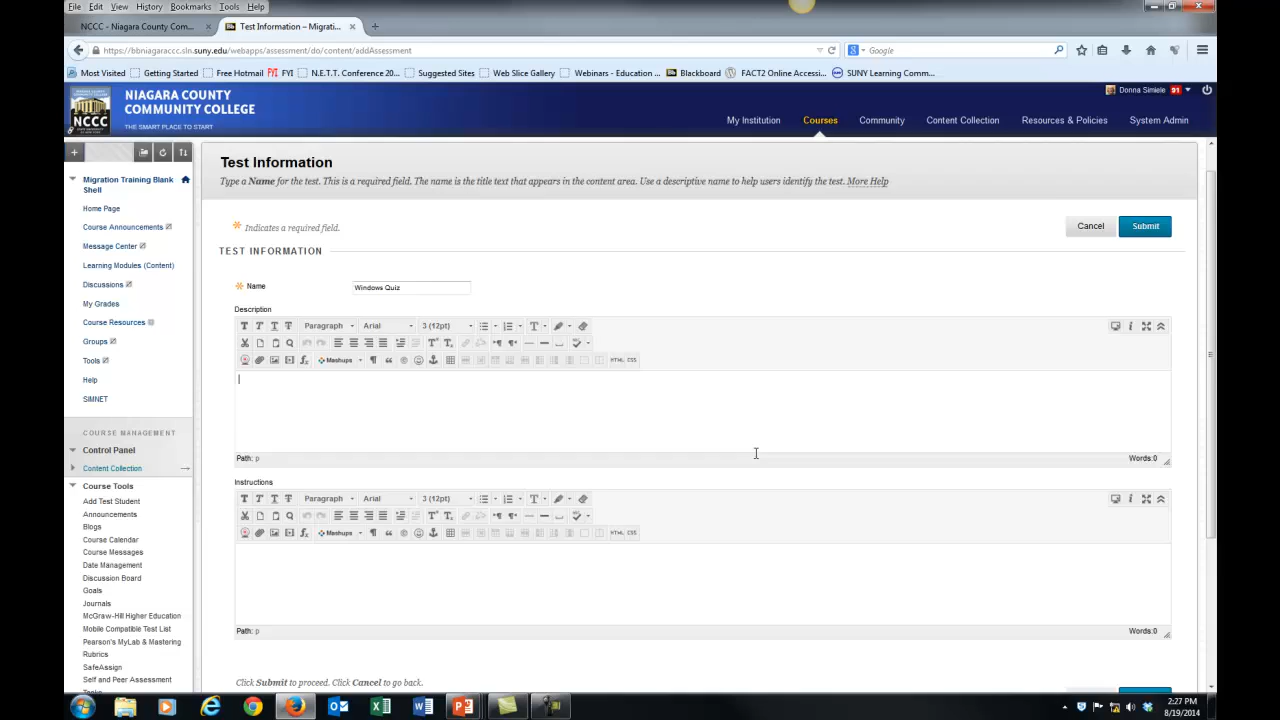 File Edit View History Bookmarks Tools Help
NCCC - Niagara County Com... × Test Information – Migrati... × +
https://bbniagaraccc.sln.suny.edu/webapps/assessment/do/content/addAssessment Google
Most Visited Getting Started Free Hotmail FYI FYI N.E.T.T. Conference 20... Suggested Sites Web Slice Gallery Webinars - Education ... Blackboard FACT2 Online Accessi... SUNY Learning Comm...
NCCC
NIAGARA COUNTY
COMMUNITY COLLEGE
THE SMART PLACE TO START
Donna Simiele 91
My Institution Courses Community Content Collection Resources & Policies System Admin
Migration Training Blank
Shell
Home Page
Course Announcements
Message Center
Learning Modules (Content)
Discussions
My Grades
Course Resources
Groups
Tools
Help
SIMNET
COURSE MANAGEMENT
Control Panel
Content Collection
Course Tools
Add Test Student
Announcements
Blogs
Course Calendar
Course Messages
Date Management
Discussion Board
Goals
Journals
McGraw-Hill Higher Education
Mobile Compatible Test List
Pearson's MyLab & Mastering
Rubrics
SafeAssign
Self and Peer Assessment
Test Information
Type a Name for the test. This is a required field. The name is the title text that appears in the content area. Use a descriptive name to help users identify the test. More Help
Indicates a required field.
Cancel Submit
TEST INFORMATION
Name Windows Quiz
Description
T T T T Paragraph Arial 3 (12pt) T
Mashups HTML CSS
Path: p Words:0
Instructions
T T T T Paragraph Arial 3 (12pt) T
Mashups HTML CSS
Path: p Words:0
Click Submit to proceed. Click Cancel to go back.
2:27 PM
8/19/2014